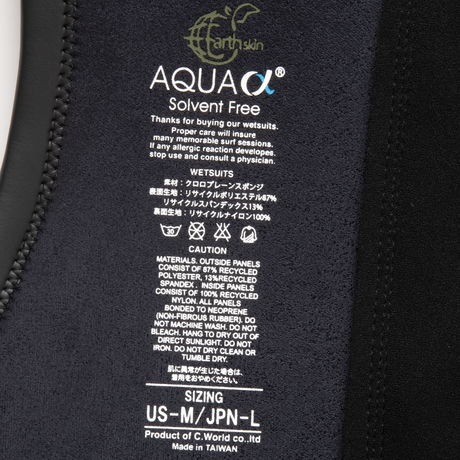 Earth skin
AQUAα®
Solvent Free
Thanks for buying our wetsuits.
Proper care will insure
many memorable surf sessions.
If any allergic reaction developes,
stop use and consult a physician.
WETSUITS
素材：クロロプレーンスポンジ
表面生地：リサイクルポリエステル87%
リサイクルスパンデックス13%
裏面生地：リサイクルナイロン100%
30
CAUTION
MATERIALS. OUTSIDE PANELS
CONSIST OF 87% RECYCLED
POLYESTER, 13%RECYCLED
SPANDEX . INSIDE PANELS
CONSIST OF 100% RECYCLED
NYLON. ALL PANELS
BONDED TO NEOPRENE
(NON-FIBROUS RUBBER). DO
NOT MACHINE WASH. DO NOT
BLEACH. HANG TO DRY OUT OF
DIRECT SUNLIGHT. DO NOT
IRON. DO NOT DRY CLEAN OR
TUMBLE DRY.
肌に異常が生じた場合は、
着用をおやめください。
SIZING
US-M/JPN-L
Product of C.World co.,ltd
Made in TAIWAN